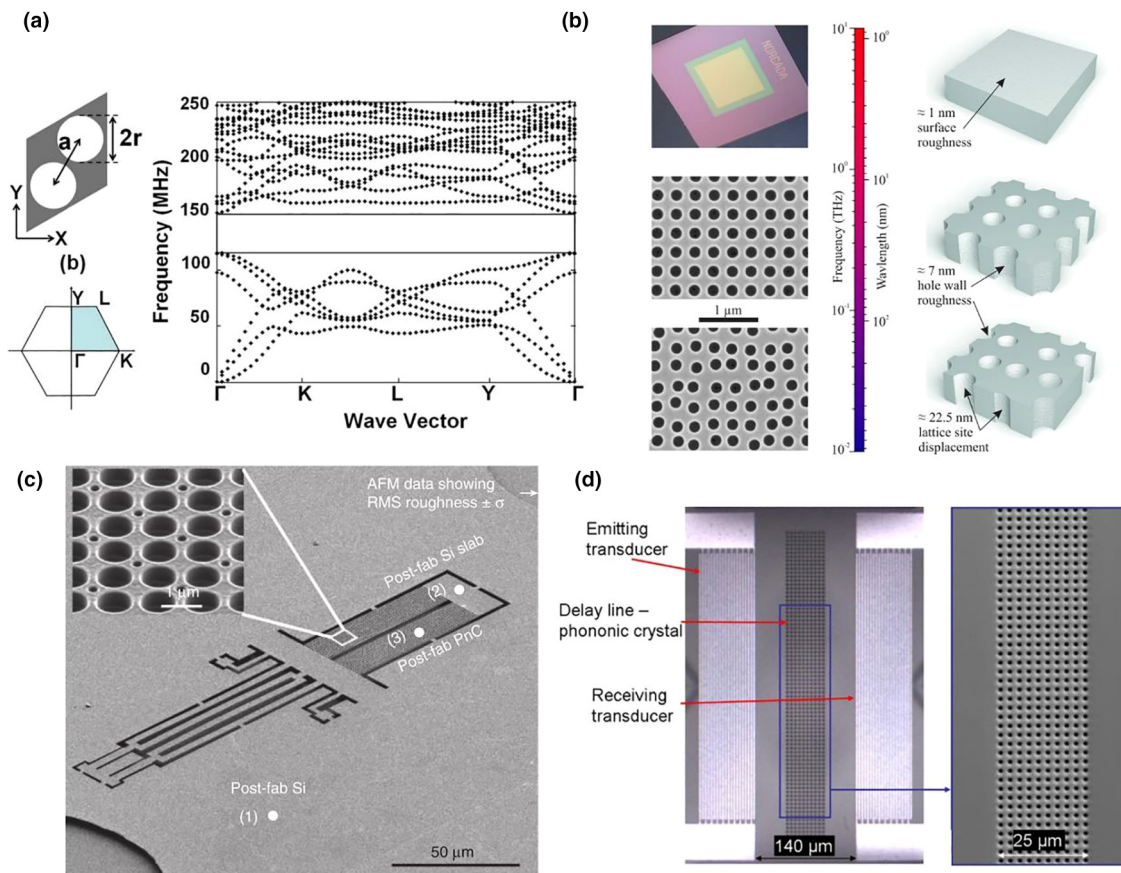 (a)
a
2r
Y
X
(b)
Y
L
Γ
K
250
200
150
100
50
0
Frequency (MHz)
Γ
K
L
Y
Γ
Wave Vector
(b)
NORCADA
1 µm
Frequency (THz)
10¹
10⁰
10⁻¹
10⁻²
Wavlength (nm)
10⁰
10¹
10²
≈ 1 nm
surface
roughness
≈ 7 nm
hole wall
roughness
≈ 22.5 nm
lattice site
displacement
(c)
1 µm
AFM data showing
RMS roughness ± σ
Post-fab Si slab
(2)
(3)
Post-fab PnC
Post-fab Si
(1)
50 µm
(d)
Emitting
transducer
Delay line –
phononic crystal
Receiving
transducer
140 µm
25 µm